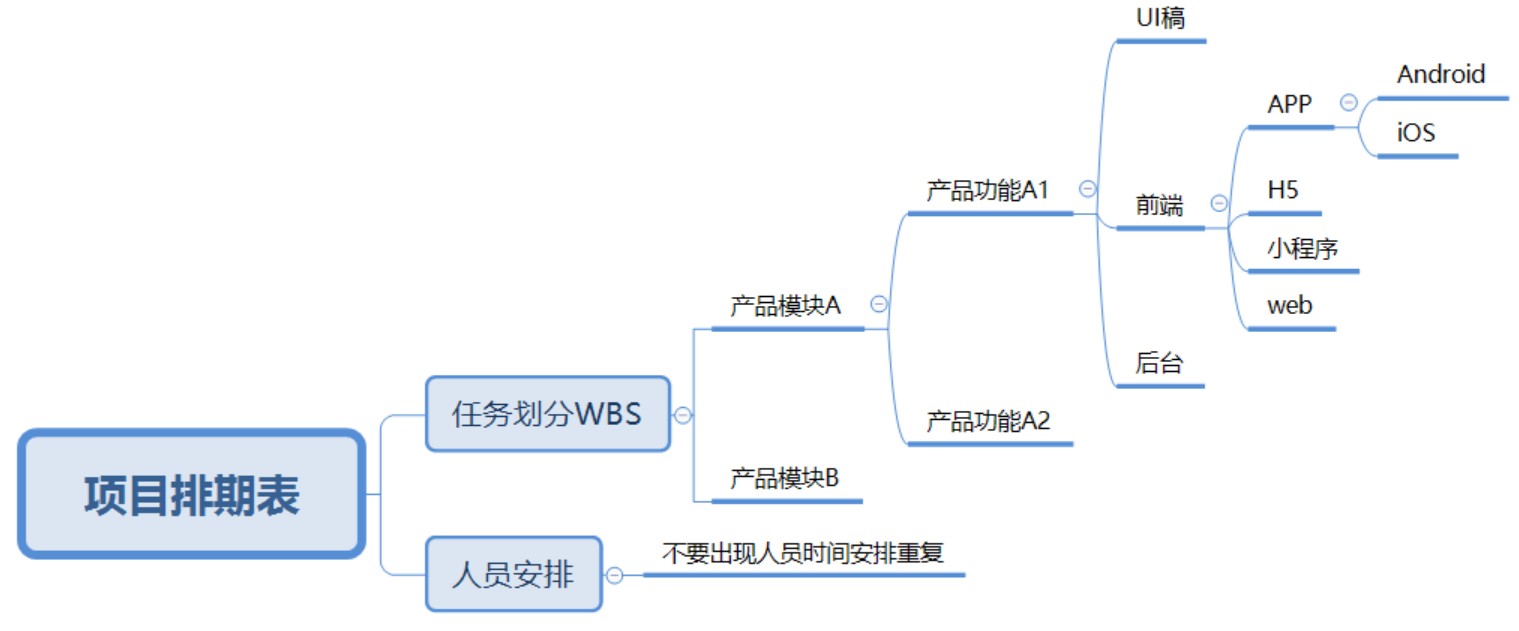 项目排期表
任务划分WBS
产品模块A
产品功能A1
UI稿
前端
APP
Android
iOS
H5
小程序
web
后台
产品功能A2
产品模块B
人员安排
不要出现人员时间安排重复